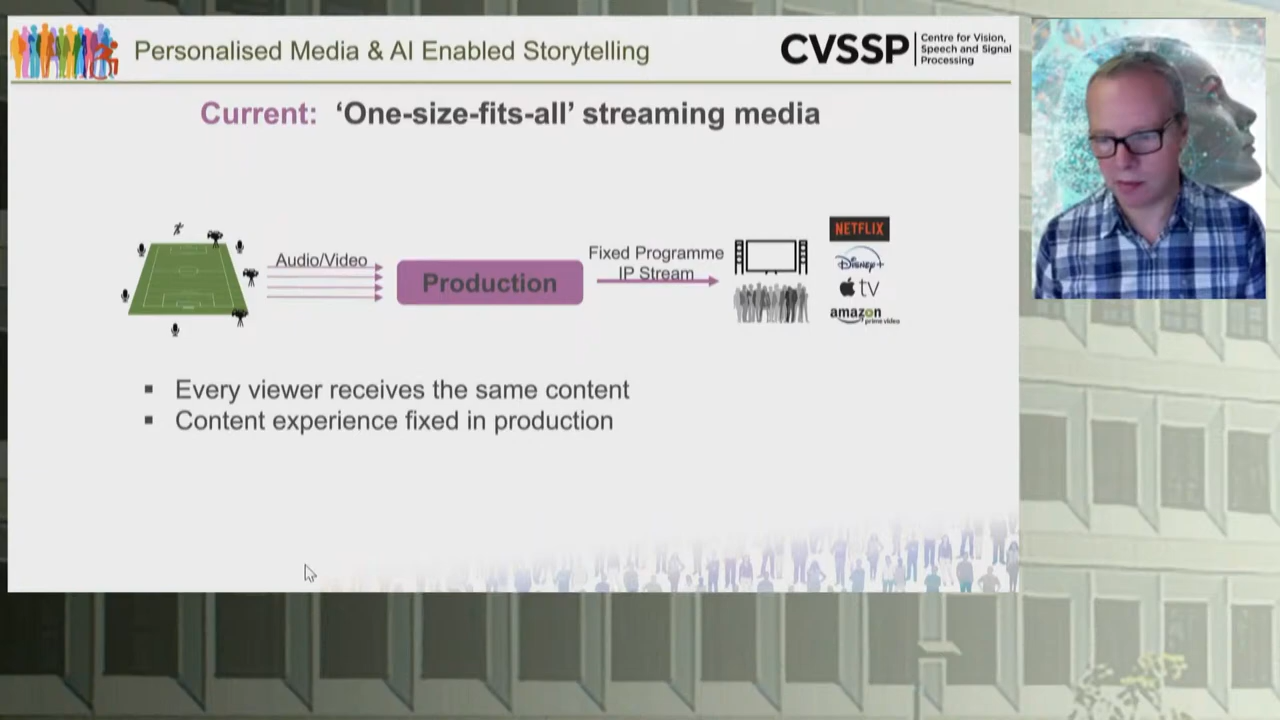 Personalised Media & AI Enabled Storytelling
CVSSP
Centre for Vision,
Speech and Signal
Processing
Current: ‘One-size-fits-all’ streaming media
Audio/Video
Production
Fixed Programme
IP Stream
NETFLIX
Disney+
tv
amazon
prime video
▪ Every viewer receives the same content
▪ Content experience fixed in production